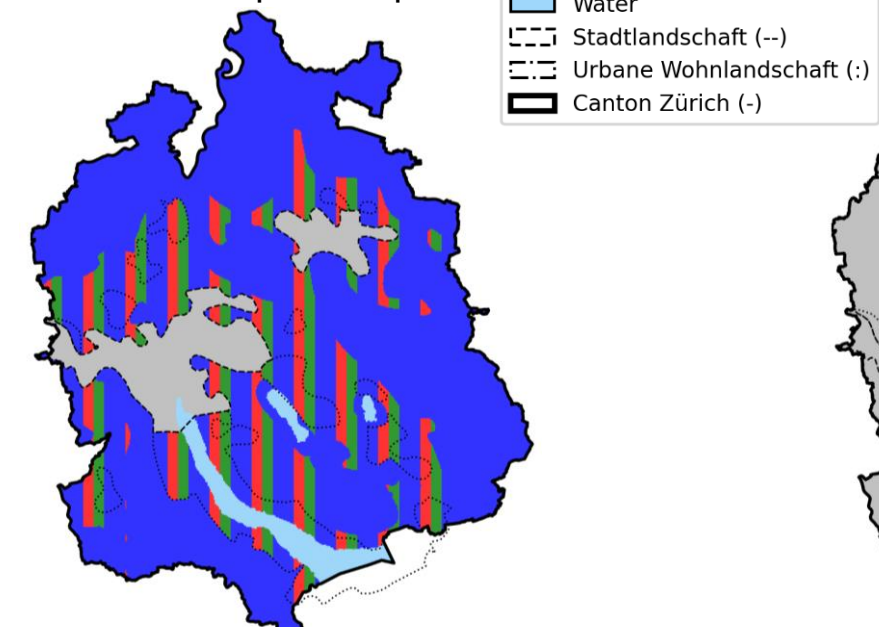 Water
Stadtlandschaft (--)
Urbane Wohnlandschaft (:)
Canton Zürich (-)